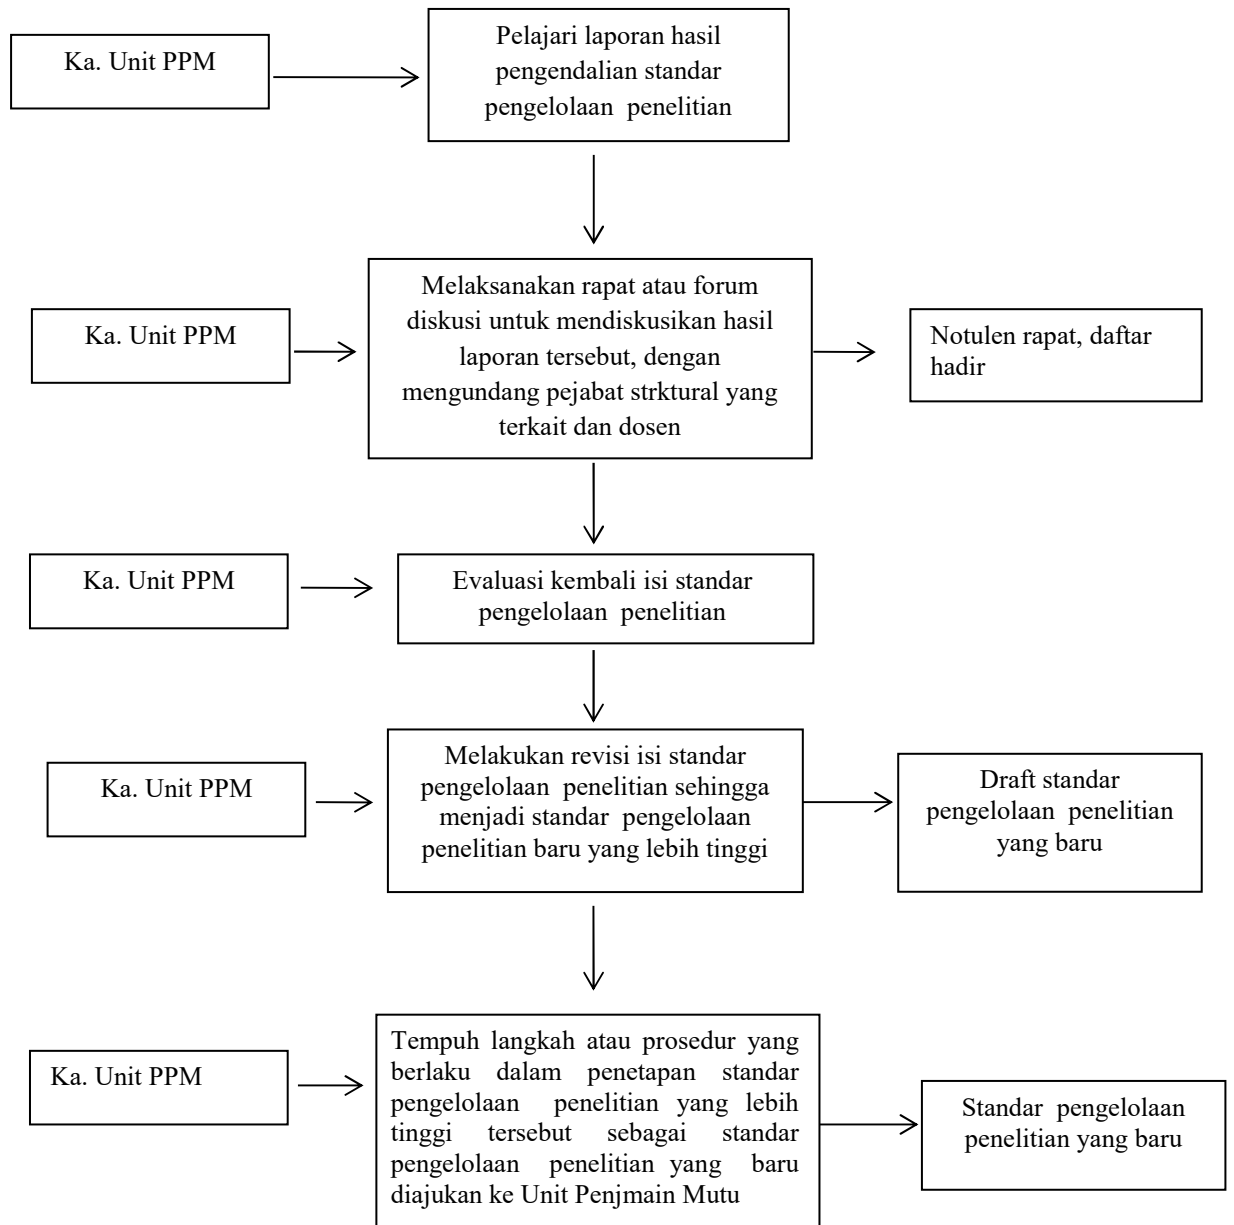 Ka. Unit PPM
Pelajari laporan hasil
pengendalian standar
pengelolaan penelitian
Ka. Unit PPM
Melaksanakan rapat atau forum
diskusi untuk mendiskusikan hasil
laporan tersebut, dengan
mengundang pejabat strktural yang
terkait dan dosen
Notulen rapat, daftar
hadir
Ka. Unit PPM
Evaluasi kembali isi standar
pengelolaan penelitian
Ka. Unit PPM
Melakukan revisi isi standar
pengelolaan penelitian sehingga
menjadi standar pengelolaan
penelitian baru yang lebih tinggi
Draft standar
pengelolaan penelitian
yang baru
Ka. Unit PPM
Tempuh langkah atau prosedur yang
berlaku dalam penetapan standar
pengelolaan penelitian yang lebih
tinggi tersebut sebagai standar
pengelolaan penelitian yang baru
diajukan ke Unit Penjmain Mutu
Standar pengelolaan
penelitian yang baru